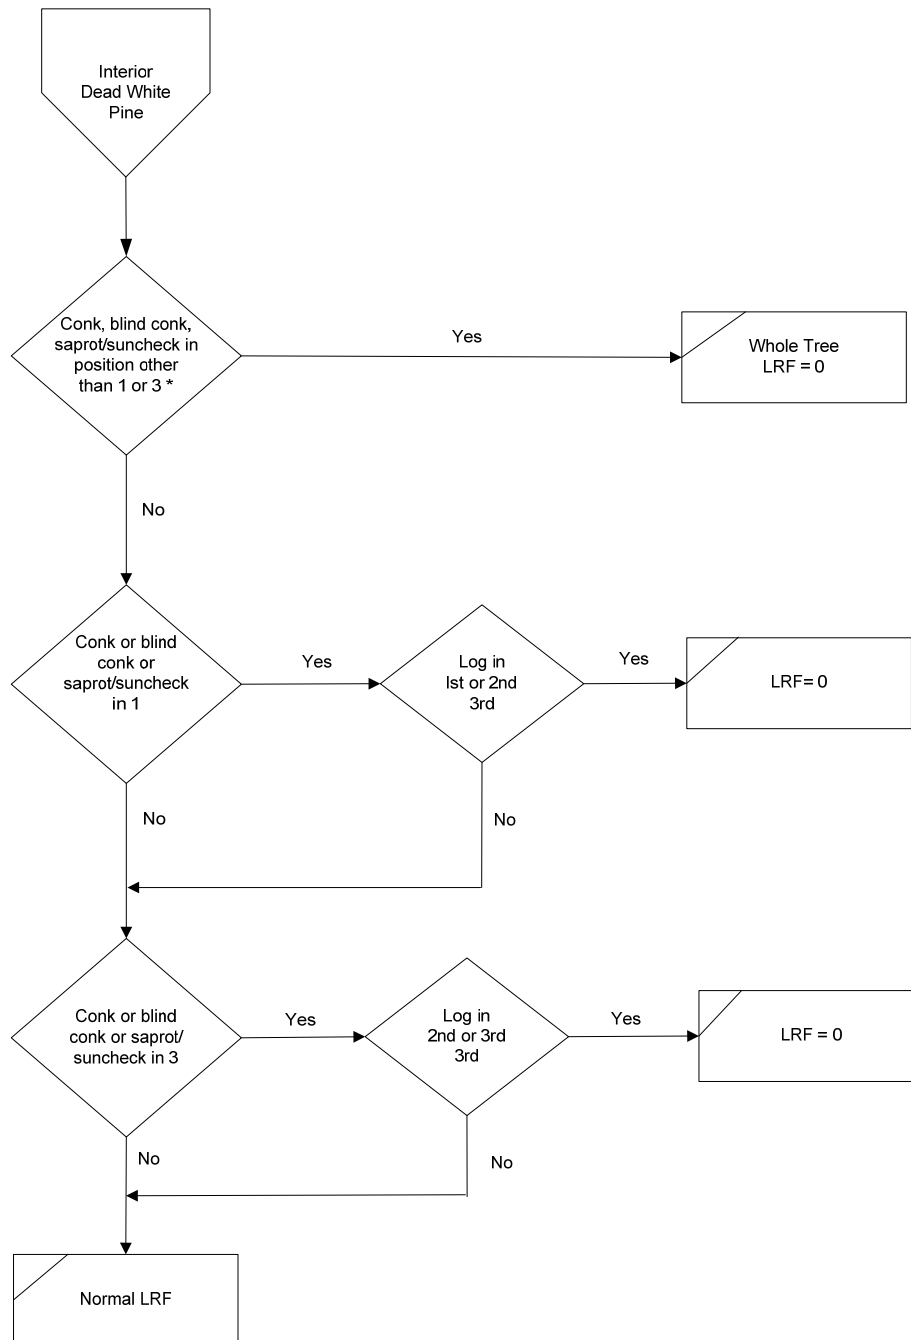 Interior
Dead White
Pine
Conk, blind conk,
saprot/suncheck in
position other
than 1 or 3 *
Yes
Whole Tree
LRF = 0
No
Conk or blind
conk or
saprot/suncheck
in 1
Yes
Log in
lst or 2nd
3rd
Yes
LRF= 0
No
No
Conk or blind
conk or saprot/
suncheck in 3
Yes
Log in
2nd or 3rd
3rd
Yes
LRF = 0
No
No
Normal LRF